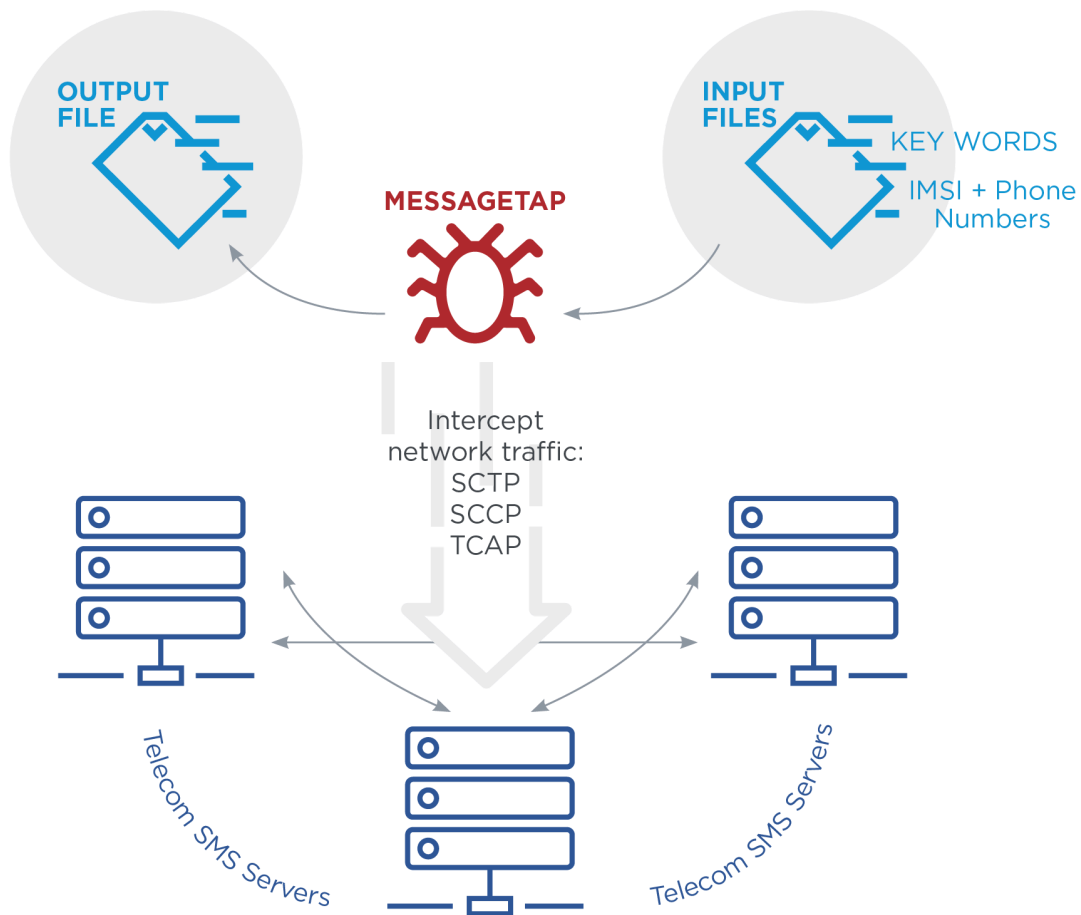 OUTPUT
FILE
INPUT
FILES
KEY WORDS
IMSI + Phone
Numbers
MESSAGETAP
Intercept
network traffic:
SCTP
SCCP
TCAP
Telecom SMS Servers
Telecom SMS Servers